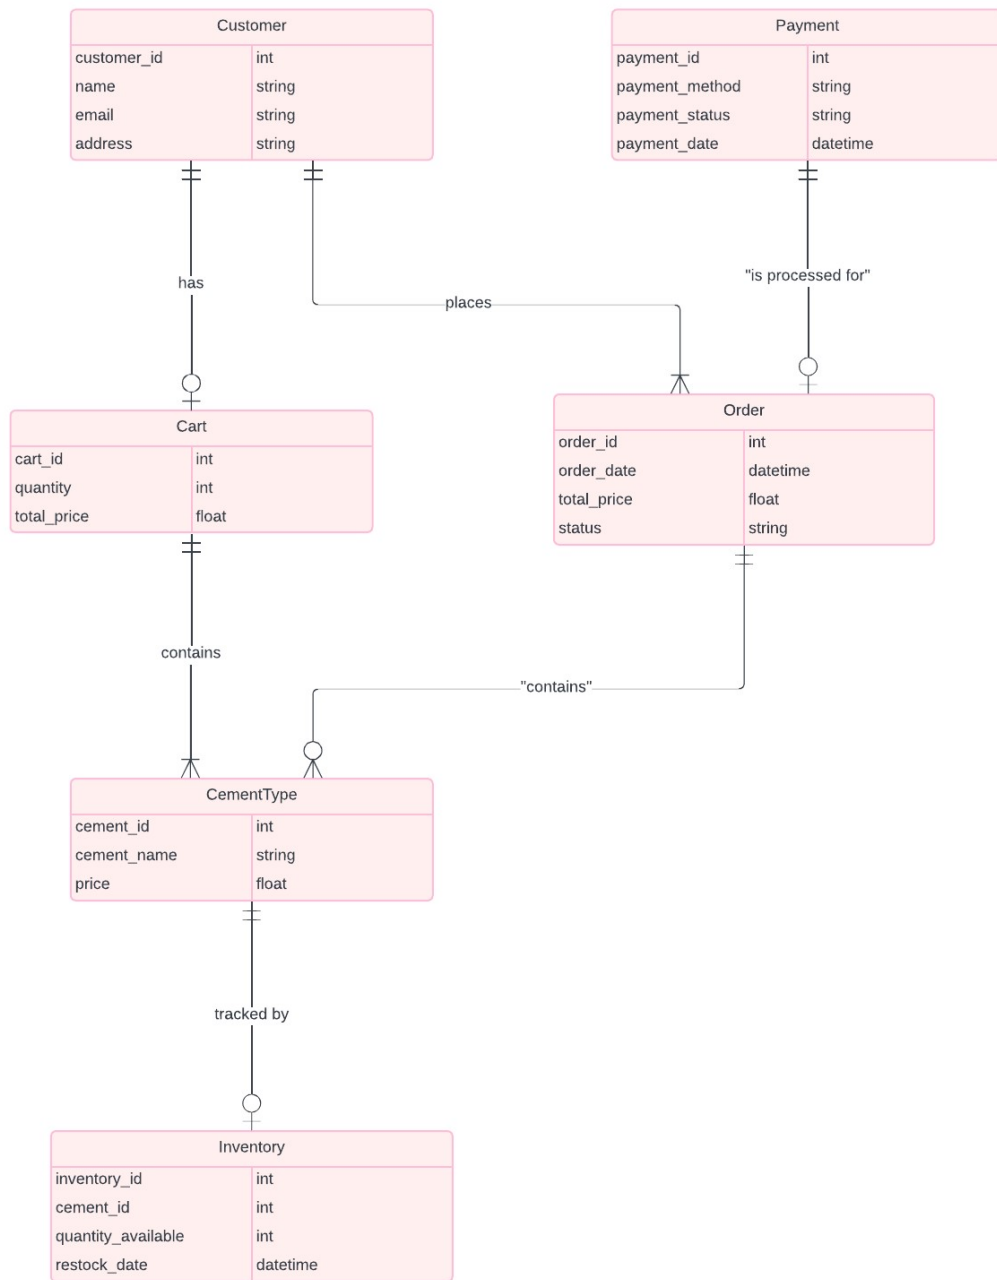 Customer
customer_id int
name string
email string
address string
Payment
payment_id int
payment_method string
payment_status string
payment_date datetime
has
places
"is processed for"
Cart
cart_id int
quantity int
total_price float
Order
order_id int
order_date datetime
total_price float
status string
contains
"contains"
CementType
cement_id int
cement_name string
price float
tracked by
Inventory
inventory_id int
cement_id int
quantity_available int
restock_date datetime